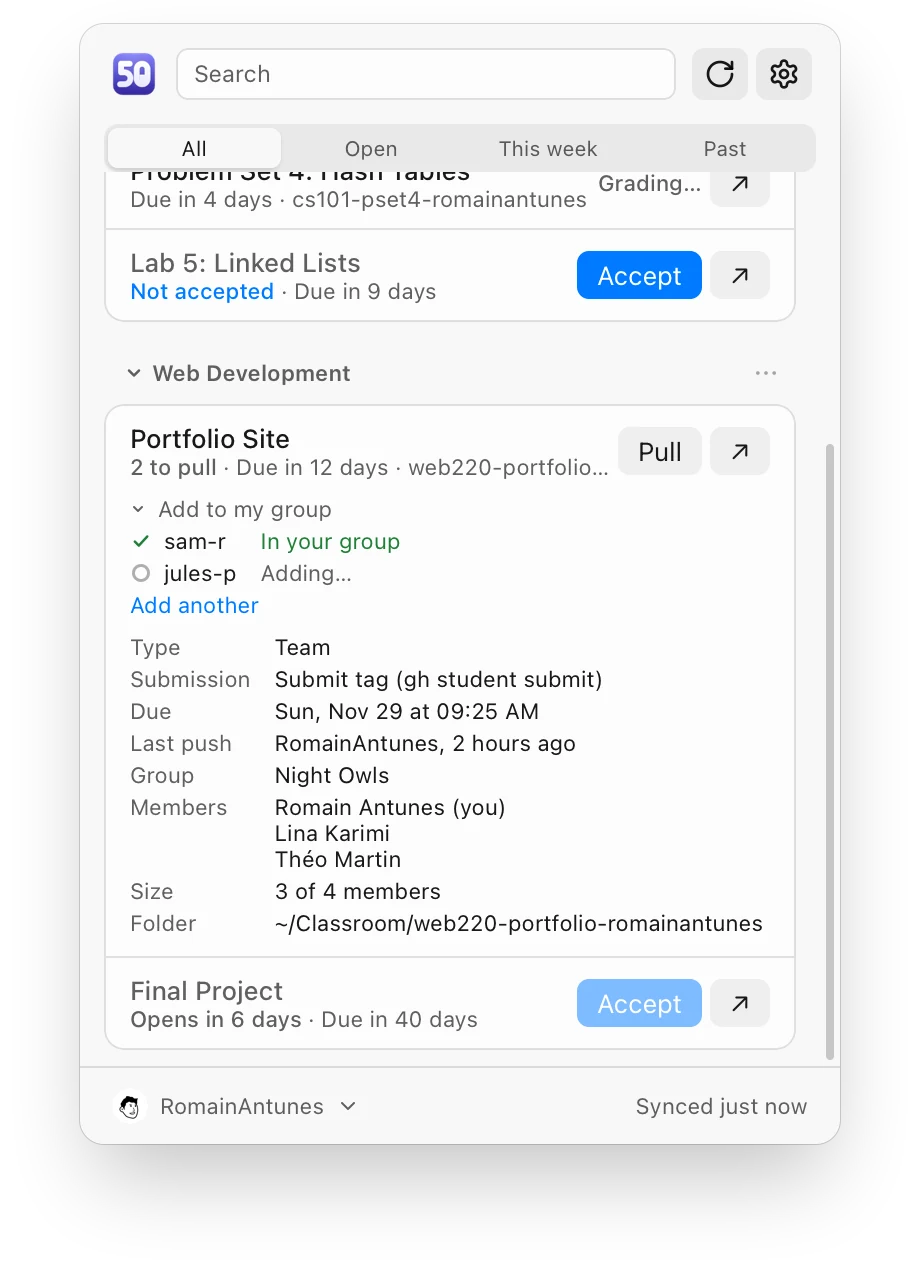 50
Search
All
Open
This week
Past
Problem Set 4: Hash Tables
Due in 4 days · cs101-pset4-romainantunes
Grading...
Lab 5: Linked Lists
Not accepted · Due in 9 days
Accept
Web Development
Portfolio Site
2 to pull · Due in 12 days · web220-portfolio...
Pull
Add to my group
sam-r In your group
jules-p Adding...
Add another
Type Team
Submission Submit tag (gh student submit)
Due Sun, Nov 29 at 09:25 AM
Last push RomainAntunes, 2 hours ago
Group Night Owls
Members Romain Antunes (you)
Lina Karimi
Théo Martin
Size 3 of 4 members
Folder ~/Classroom/web220-portfolio-romainantunes
Final Project
Opens in 6 days · Due in 40 days
Accept
RomainAntunes
Synced just now